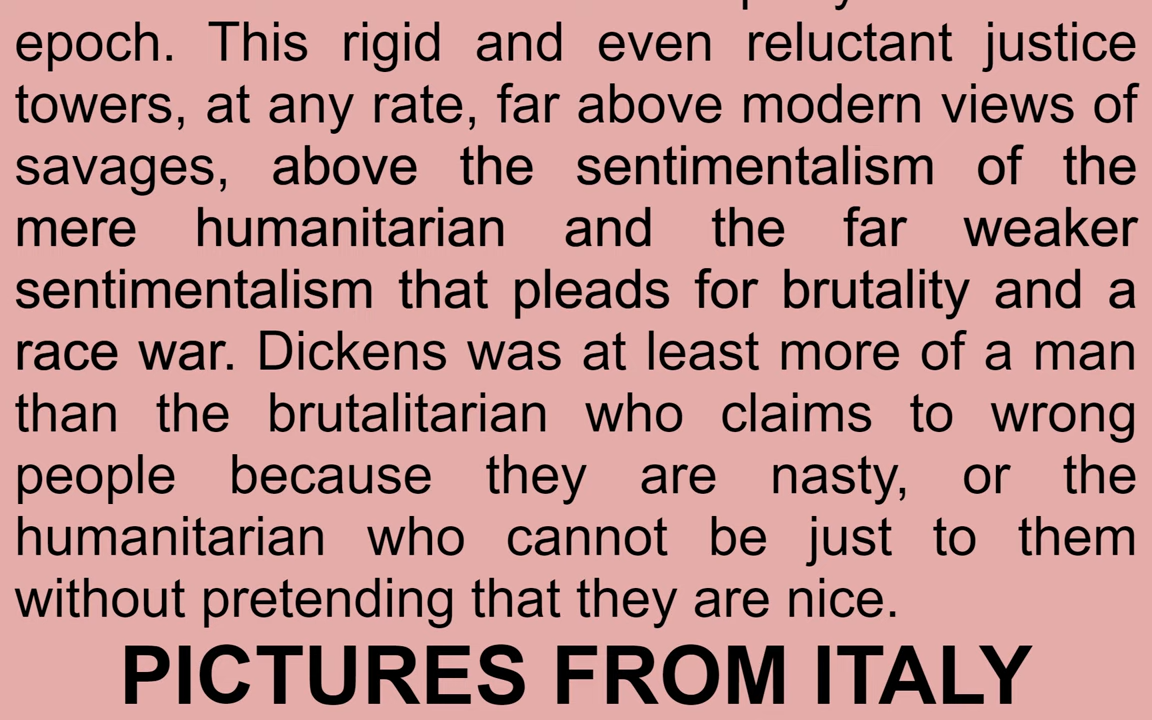 epoch. This rigid and even reluctant justice
towers, at any rate, far above modern views of
savages, above the sentimentalism of the
mere humanitarian and the far weaker
sentimentalism that pleads for brutality and a
race war. Dickens was at least more of a man
than the brutalitarian who claims to wrong
people because they are nasty, or the
humanitarian who cannot be just to them
without pretending that they are nice.
PICTURES FROM ITALY